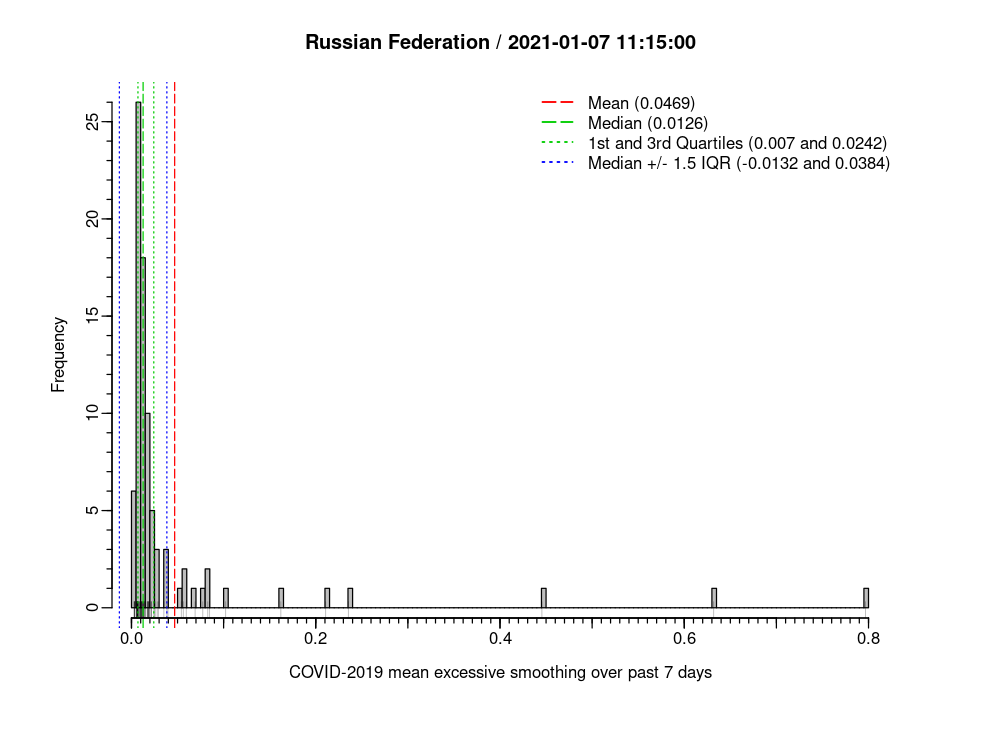 Russian Federation / 2021-01-07 11:15:00
Mean (0.0469)
Median (0.0126)
1st and 3rd Quartiles (0.007 and 0.0242)
Median +/- 1.5 IQR (-0.0132 and 0.0384)
Frequency
25
20
15
10
5
0
0.0 0.2 0.4 0.6 0.8
COVID-2019 mean excessive smoothing over past 7 days